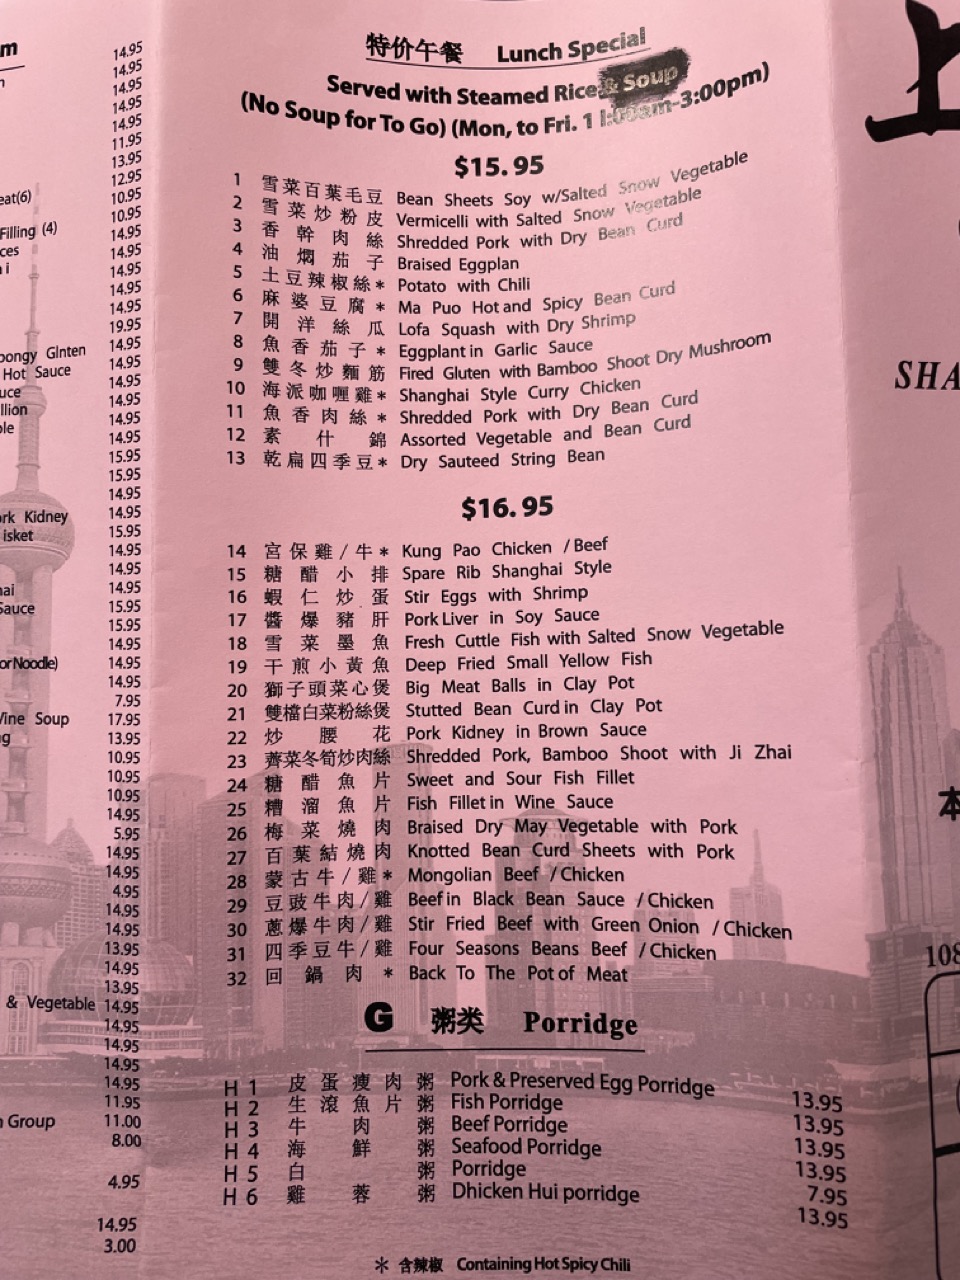 m
14.95
14.95
14.95
14.95
14.95
11.95
13.95
12.95
eat(6) 10.95
10.95
Filling (4) 14.95
ces 14.95
14.95
14.95
19.95
14.95
14.95
Hot Sauce 14.95
uce 14.95
llion 14.95
ple 14.95
15.95
15.95
14.95
ork Kidney 14.95
isket 15.95
14.95
14.95
hai 14.95
Sauce 15.95
15.95
14.95
or Noodle) 14.95
14.95
7.95
Wine Soup 17.95
13.95
10.95
10.95
10.95
14.95
5.95
14.95
14.95
4.95
14.95
14.95
13.95
14.95
13.95
& Vegetable 14.95
14.95
14.95
14.95
14.95
11.95
n Group 11.00
8.00
4.95
14.95
3.00
特价午餐 Lunch Special
Served with Steamed Rice & Soup
(No Soup for To Go) (Mon, to Fri. 11:00am-3:00pm)
$15.95
1 雪菜百葉毛豆 Bean Sheets Soy w/Salted Snow Vegetable
2 雪菜炒粉皮 Vermicelli with Salted Snow Vegetable
3 香幹肉絲 Shredded Pork with Dry Bean Curd
4 油燜茄子 Braised Eggplan
5 土豆辣椒絲* Potato with Chili
6 麻婆豆腐* Ma Puo Hot and Spicy Bean Curd
7 開洋絲瓜 Lofa Squash with Dry Shrimp
8 魚香茄子* Eggplant in Garlic Sauce
9 雙冬炒麵筋 Fired Gluten with Bamboo Shoot Dry Mushroom
10 海派咖喱雞* Shanghai Style Curry Chicken
11 魚香肉絲* Shredded Pork with Dry Bean Curd
12 素什錦 Assorted Vegetable and Bean Curd
13 乾扁四季豆* Dry Sauteed String Bean
$16.95
14 宮保雞/牛* Kung Pao Chicken /Beef
15 糖醋小排 Spare Rib Shanghai Style
16 蝦仁炒蛋 Stir Eggs with Shrimp
17 醬爆豬肝 Pork Liver in Soy Sauce
18 雪菜墨魚 Fresh Cuttle Fish with Salted Snow Vegetable
19 干煎小黃魚 Deep Fried Small Yellow Fish
20 獅子頭菜心煲 Big Meat Balls in Clay Pot
21 雙檔白菜粉絲煲 Stutted Bean Curd in Clay Pot
22 炒腰花 Pork Kidney in Brown Sauce
23 薺菜冬筍炒肉絲 Shredded Pork, Bamboo Shoot with Ji Zhai
24 糖醋魚片 Sweet and Sour Fish Fillet
25 糟溜魚片 Fish Fillet in Wine Sauce
26 梅菜燒肉 Braised Dry May Vegetable with Pork
27 百葉結燒肉 Knotted Bean Curd Sheets with Pork
28 蒙古牛/雞* Mongolian Beef /Chicken
29 豆豉牛肉/雞 Beef in Black Bean Sauce /Chicken
30 蔥爆牛肉/雞 Stir Fried Beef with Green Onion /Chicken
31 四季豆牛/雞 Four Seasons Beans Beef /Chicken
32 回鍋肉* Back To The Pot of Meat
G 粥类 Porridge
H 1 皮蛋瘦肉粥 Pork & Preserved Egg Porridge 13.95
H 2 生滾魚片粥 Fish Porridge 13.95
H 3 牛肉粥 Beef Porridge 13.95
H 4 海鮮粥 Seafood Porridge 13.95
H 5 白粥 Porridge 7.95
H 6 雞蓉粥 Dhicken Hui porridge 13.95
* 含辣椒 Containing Hot Spicy Chili
SHA
本
108